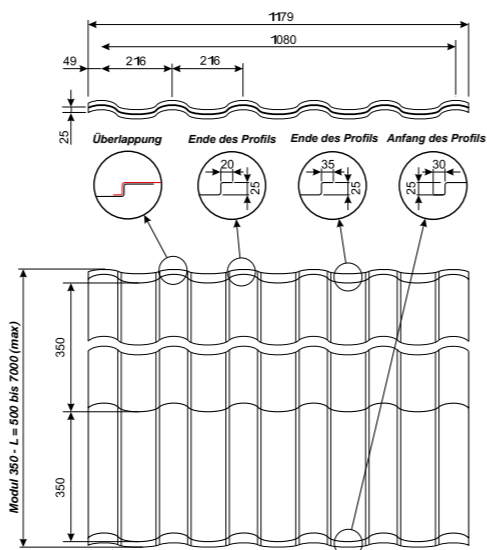 1179
1080
49
216
216
25
Überlappung
Ende des Profils
Ende des Profils
Anfang des Profils
20
25
35
25
30
25
350
350
Modul 350 - L = 500 bis 7000 (max)